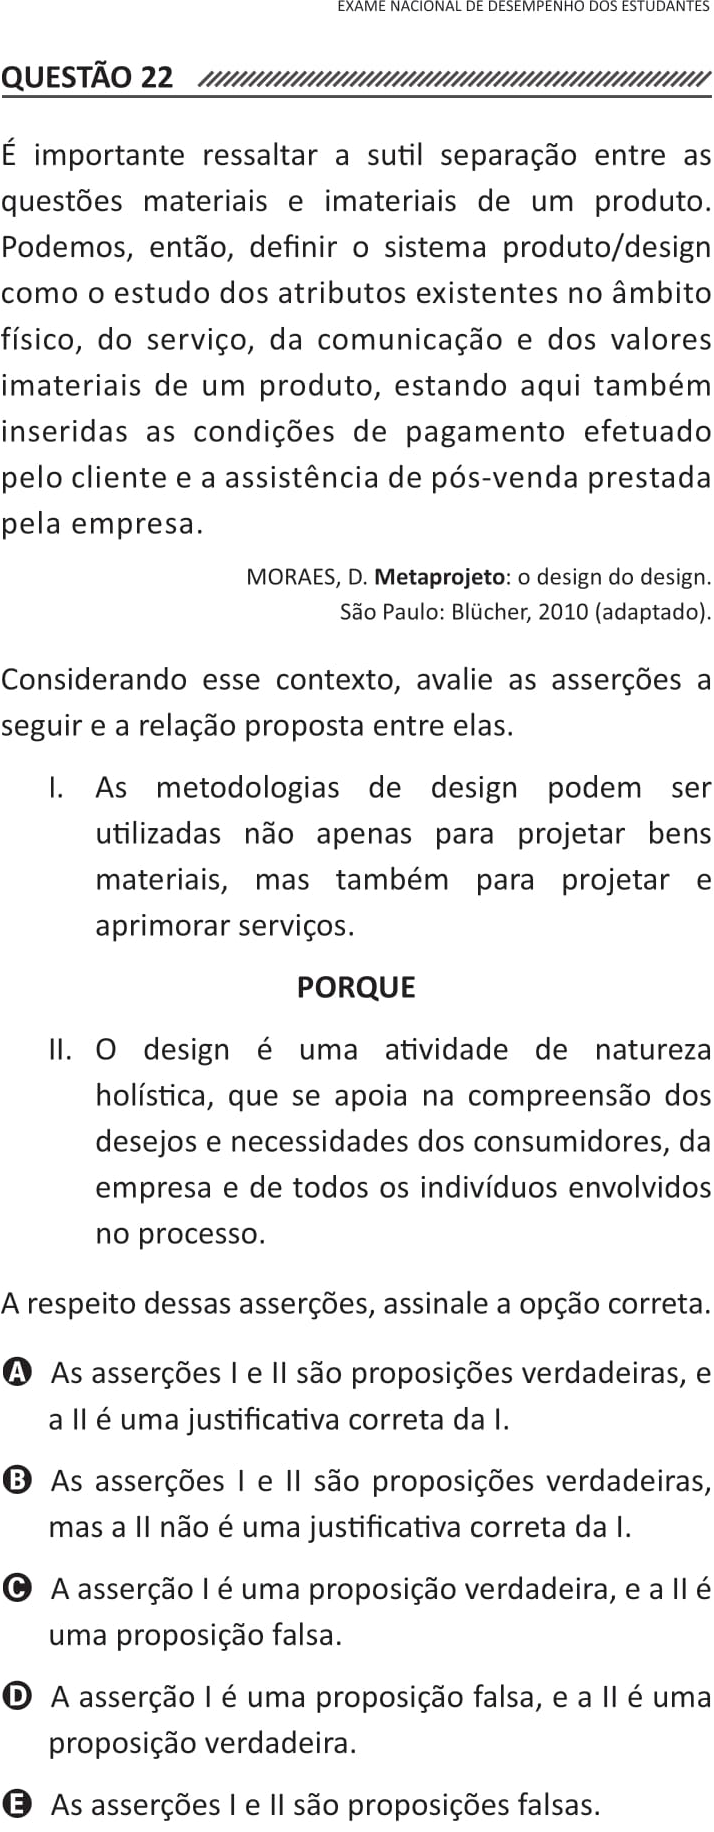 EXAME NACIONAL DE DESEMPENHO DOS ESTUDANTES
QUESTÃO 22
É importante ressaltar a sutil separação entre as
questões materiais e imateriais de um produto.
Podemos, então, definir o sistema produto/design
como o estudo dos atributos existentes no âmbito
físico, do serviço, da comunicação e dos valores
imateriais de um produto, estando aqui também
inseridas as condições de pagamento efetuado
pelo cliente e a assistência de pós-venda prestada
pela empresa.
MORAES, D. Metaprojeto: o design do design.
São Paulo: Blücher, 2010 (adaptado).
Considerando esse contexto, avalie as asserções a
seguir e a relação proposta entre elas.
I. As metodologias de design podem ser
utilizadas não apenas para projetar bens
materiais, mas também para projetar e
aprimorar serviços.
PORQUE
II. O design é uma atividade de natureza
holística, que se apoia na compreensão dos
desejos e necessidades dos consumidores, da
empresa e de todos os indivíduos envolvidos
no processo.
A respeito dessas asserções, assinale a opção correta.
A As asserções I e II são proposições verdadeiras, e
a II é uma justificativa correta da I.
B As asserções I e II são proposições verdadeiras,
mas a II não é uma justificativa correta da I.
C A asserção I é uma proposição verdadeira, e a II é
uma proposição falsa.
D A asserção I é uma proposição falsa, e a II é uma
proposição verdadeira.
E As asserções I e II são proposições falsas.